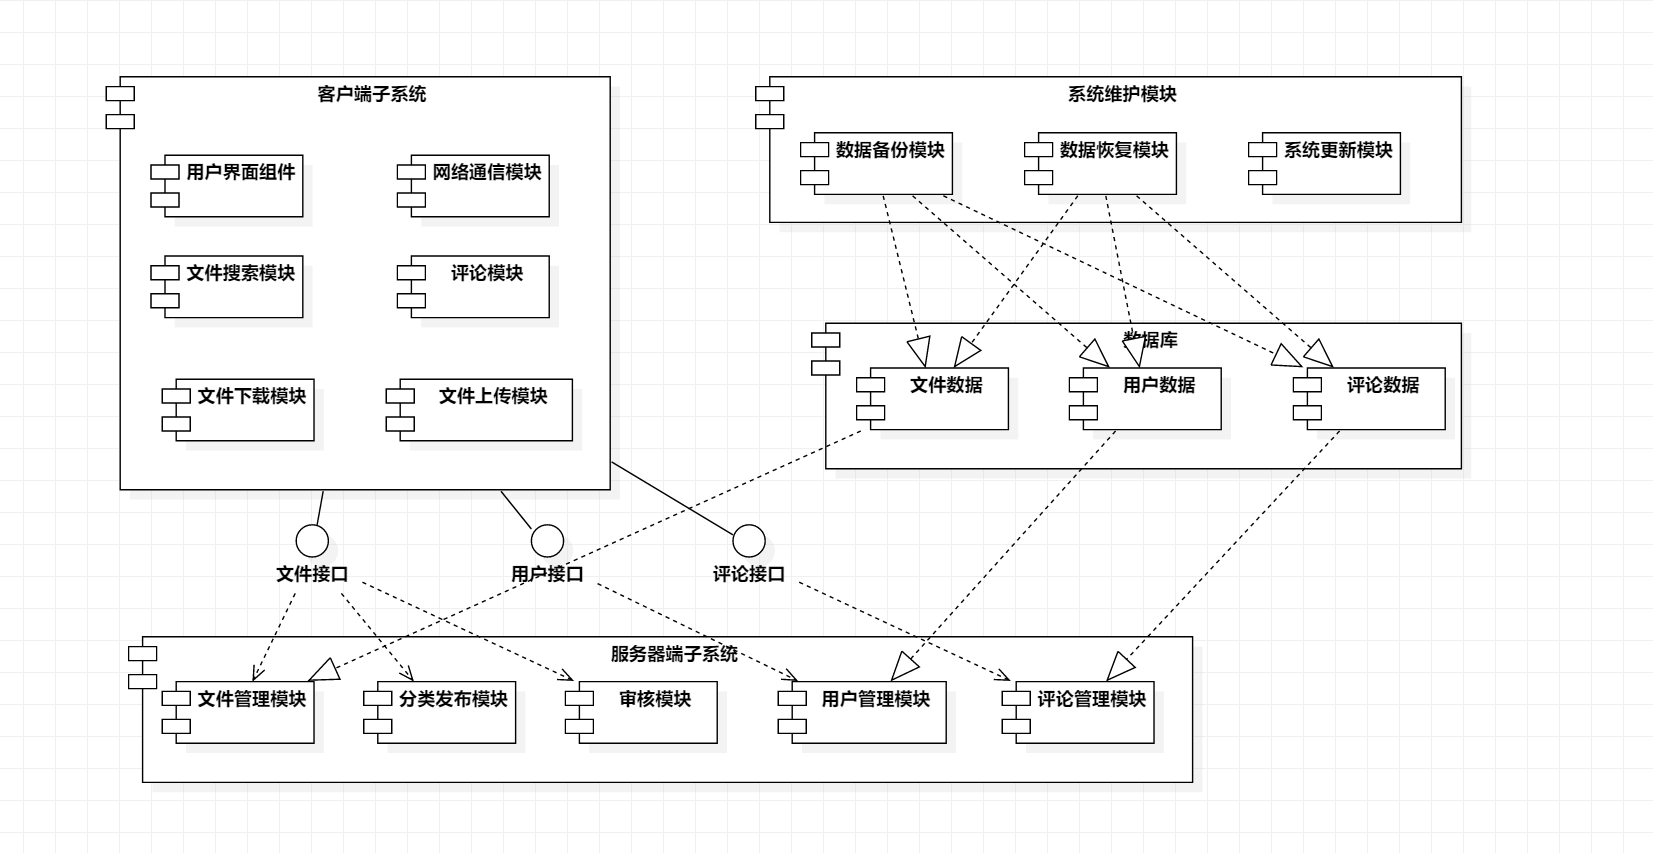 客户端子系统
用户界面组件
网络通信模块
文件搜索模块
评论模块
文件下载模块
文件上传模块
系统维护模块
数据备份模块
数据恢复模块
系统更新模块
数据库
文件数据
用户数据
评论数据
文件接口
用户接口
评论接口
服务器端子系统
文件管理模块
分类发布模块
审核模块
用户管理模块
评论管理模块